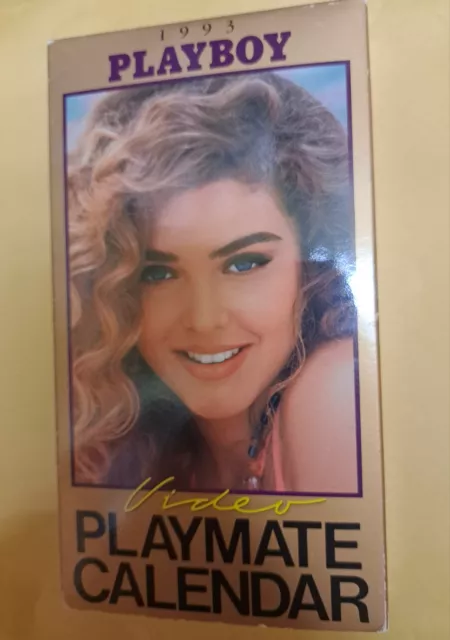 1993
PLAYBOY
Video
PLAYMATE
CALENDAR